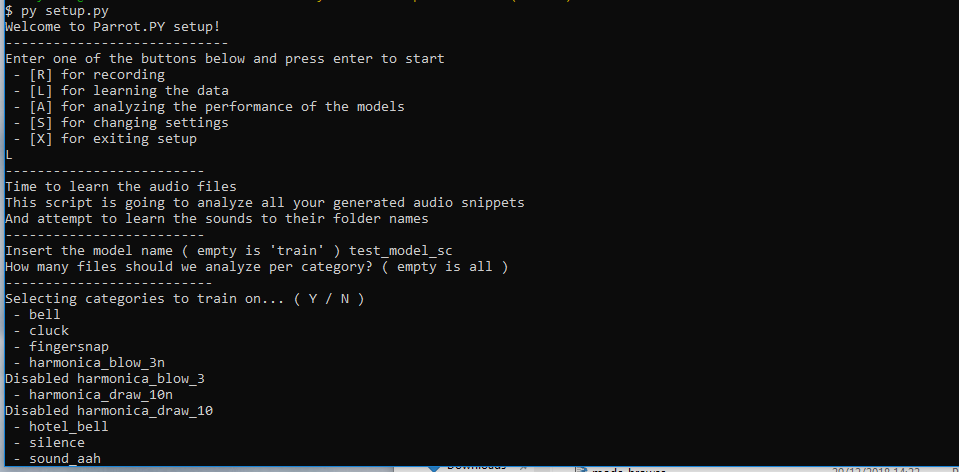 $ py setup.py
Welcome to Parrot.PY setup!
----------------------------
Enter one of the buttons below and press enter to start
- [R] for recording
- [L] for learning the data
- [A] for analyzing the performance of the models
- [S] for changing settings
- [X] for exiting setup
L
-------------------------
Time to learn the audio files
This script is going to analyze all your generated audio snippets
And attempt to learn the sounds to their folder names
-------------------------
Insert the model name ( empty is 'train' ) test_model_sc
How many files should we analyze per category? ( empty is all )
--------------------------
Selecting categories to train on... ( Y / N )
- bell
- cluck
- fingersnap
- harmonica_blow_3n
Disabled harmonica_blow_3
- harmonica_draw_10n
Disabled harmonica_draw_10
- hotel_bell
- silence
- sound_aah